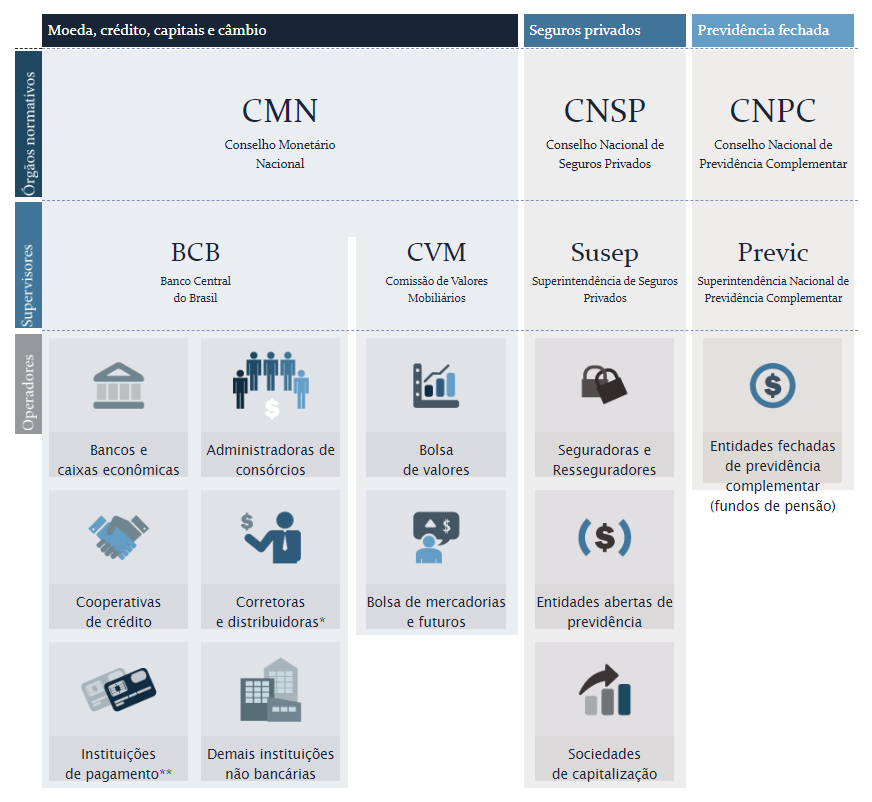 Moeda, crédito, capitais e câmbio
Seguros privados
Previdência fechada
Órgãos normativos
CMN
Conselho Monetário
Nacional
CNSP
Conselho Nacional de
Seguros Privados
CNPC
Conselho Nacional de
Previdência Complementar
Supervisores
BCB
Banco Central
do Brasil
CVM
Comissão de Valores
Mobiliários
Susep
Superintendência de Seguros
Privados
Previc
Superintendência Nacional de
Previdência Complementar
Operadores
Bancos e
caixas econômicas
Administradoras de
consórcios
$
Bolsa
de valores
Seguradoras e
Resseguradores
$
Entidades fechadas
de previdência
complementar
(fundos de pensão)
Cooperativas
de crédito
$
Corretoras
e distribuidoras*
$
Bolsa de mercadorias
e futuros
($)
Entidades abertas de
previdência
Instituições
de pagamento**
Demais instituições
não bancárias
Sociedades
de capitalização